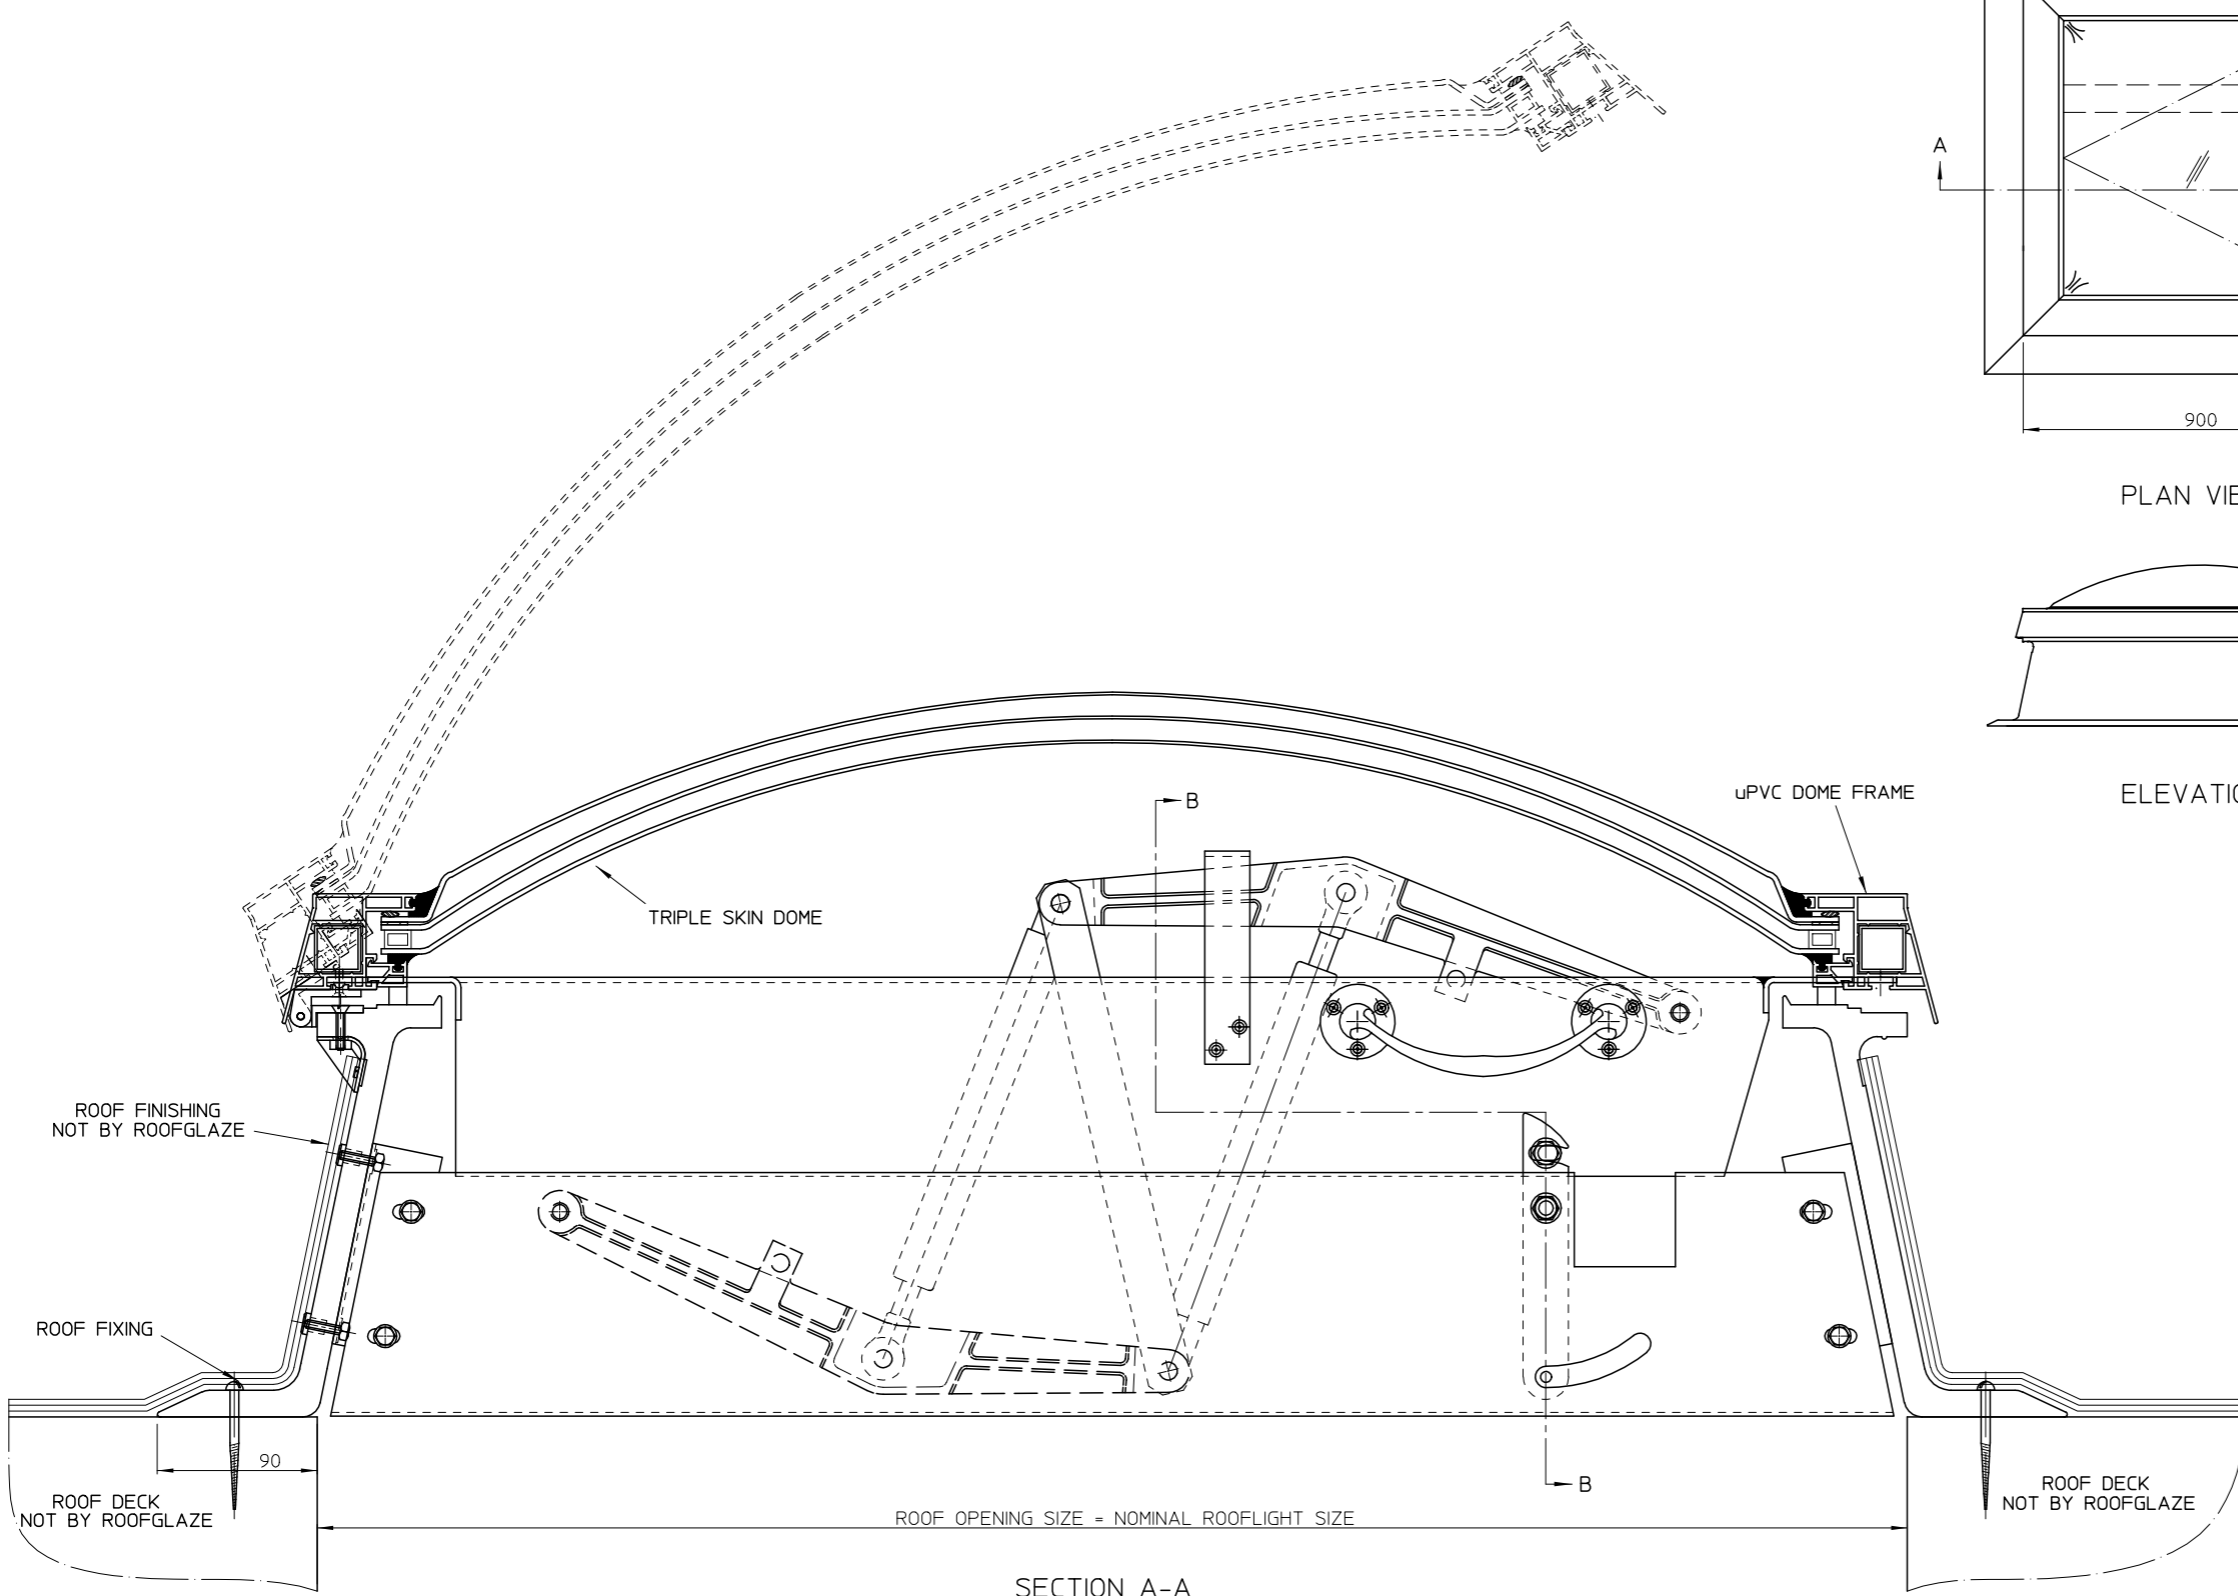 A
900
PLAN VIE
ELEVATIO
B
uPVC DOME FRAME
TRIPLE SKIN DOME
ROOF FINISHING
NOT BY ROOFGLAZE
ROOF FIXING
90
ROOF DECK
NOT BY ROOFGLAZE
B
ROOF DECK
NOT BY ROOFGLAZE
ROOF OPENING SIZE = NOMINAL ROOFLIGHT SIZE
SECTION A-A